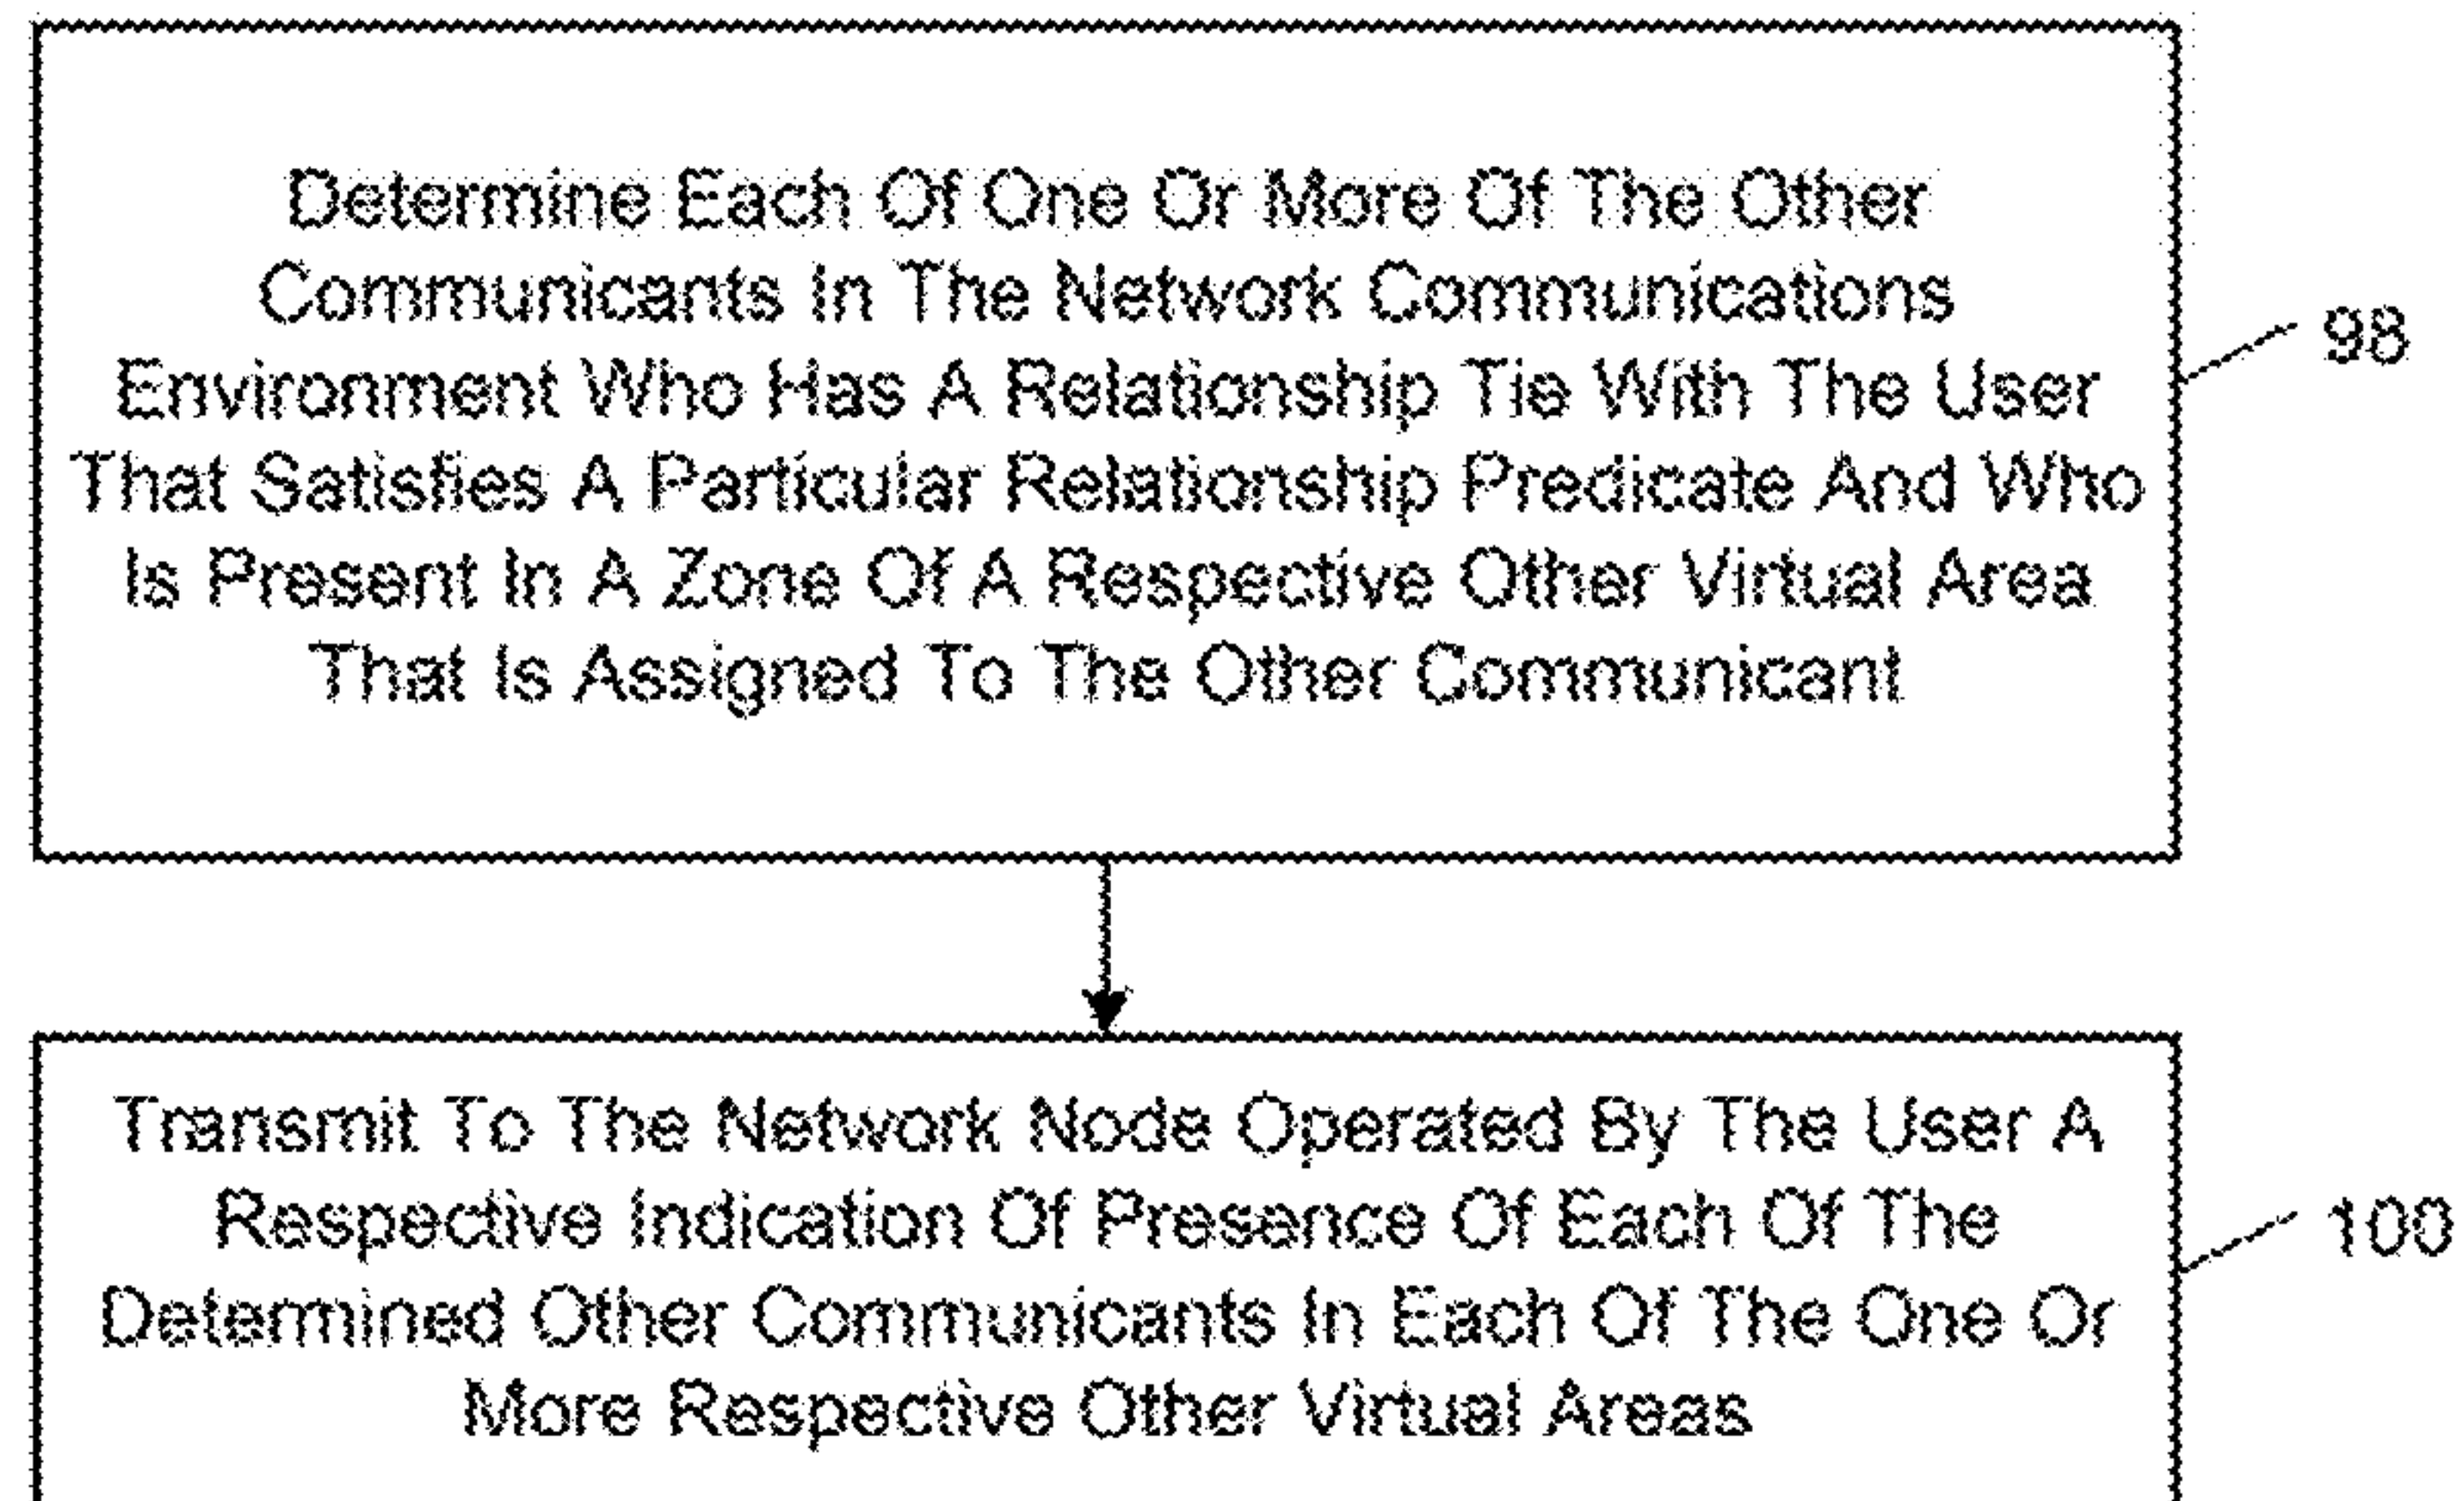 Determine Each Of One Or More Of The Other
Communicants In The Network Communications
Environment Who Has A Relationship Tie With The User
That Satisfies A Particular Relationship Predicate And Who
Is Present In A Zone Of A Respective Other Virtual Area
That Is Assigned To The Other Communicant
98
Transmit To The Network Node Operated By The User A
Respective Indication Of Presence Of Each Of The
Determined Other Communicants In Each Of The One Or
More Respective Other Virtual Areas
100